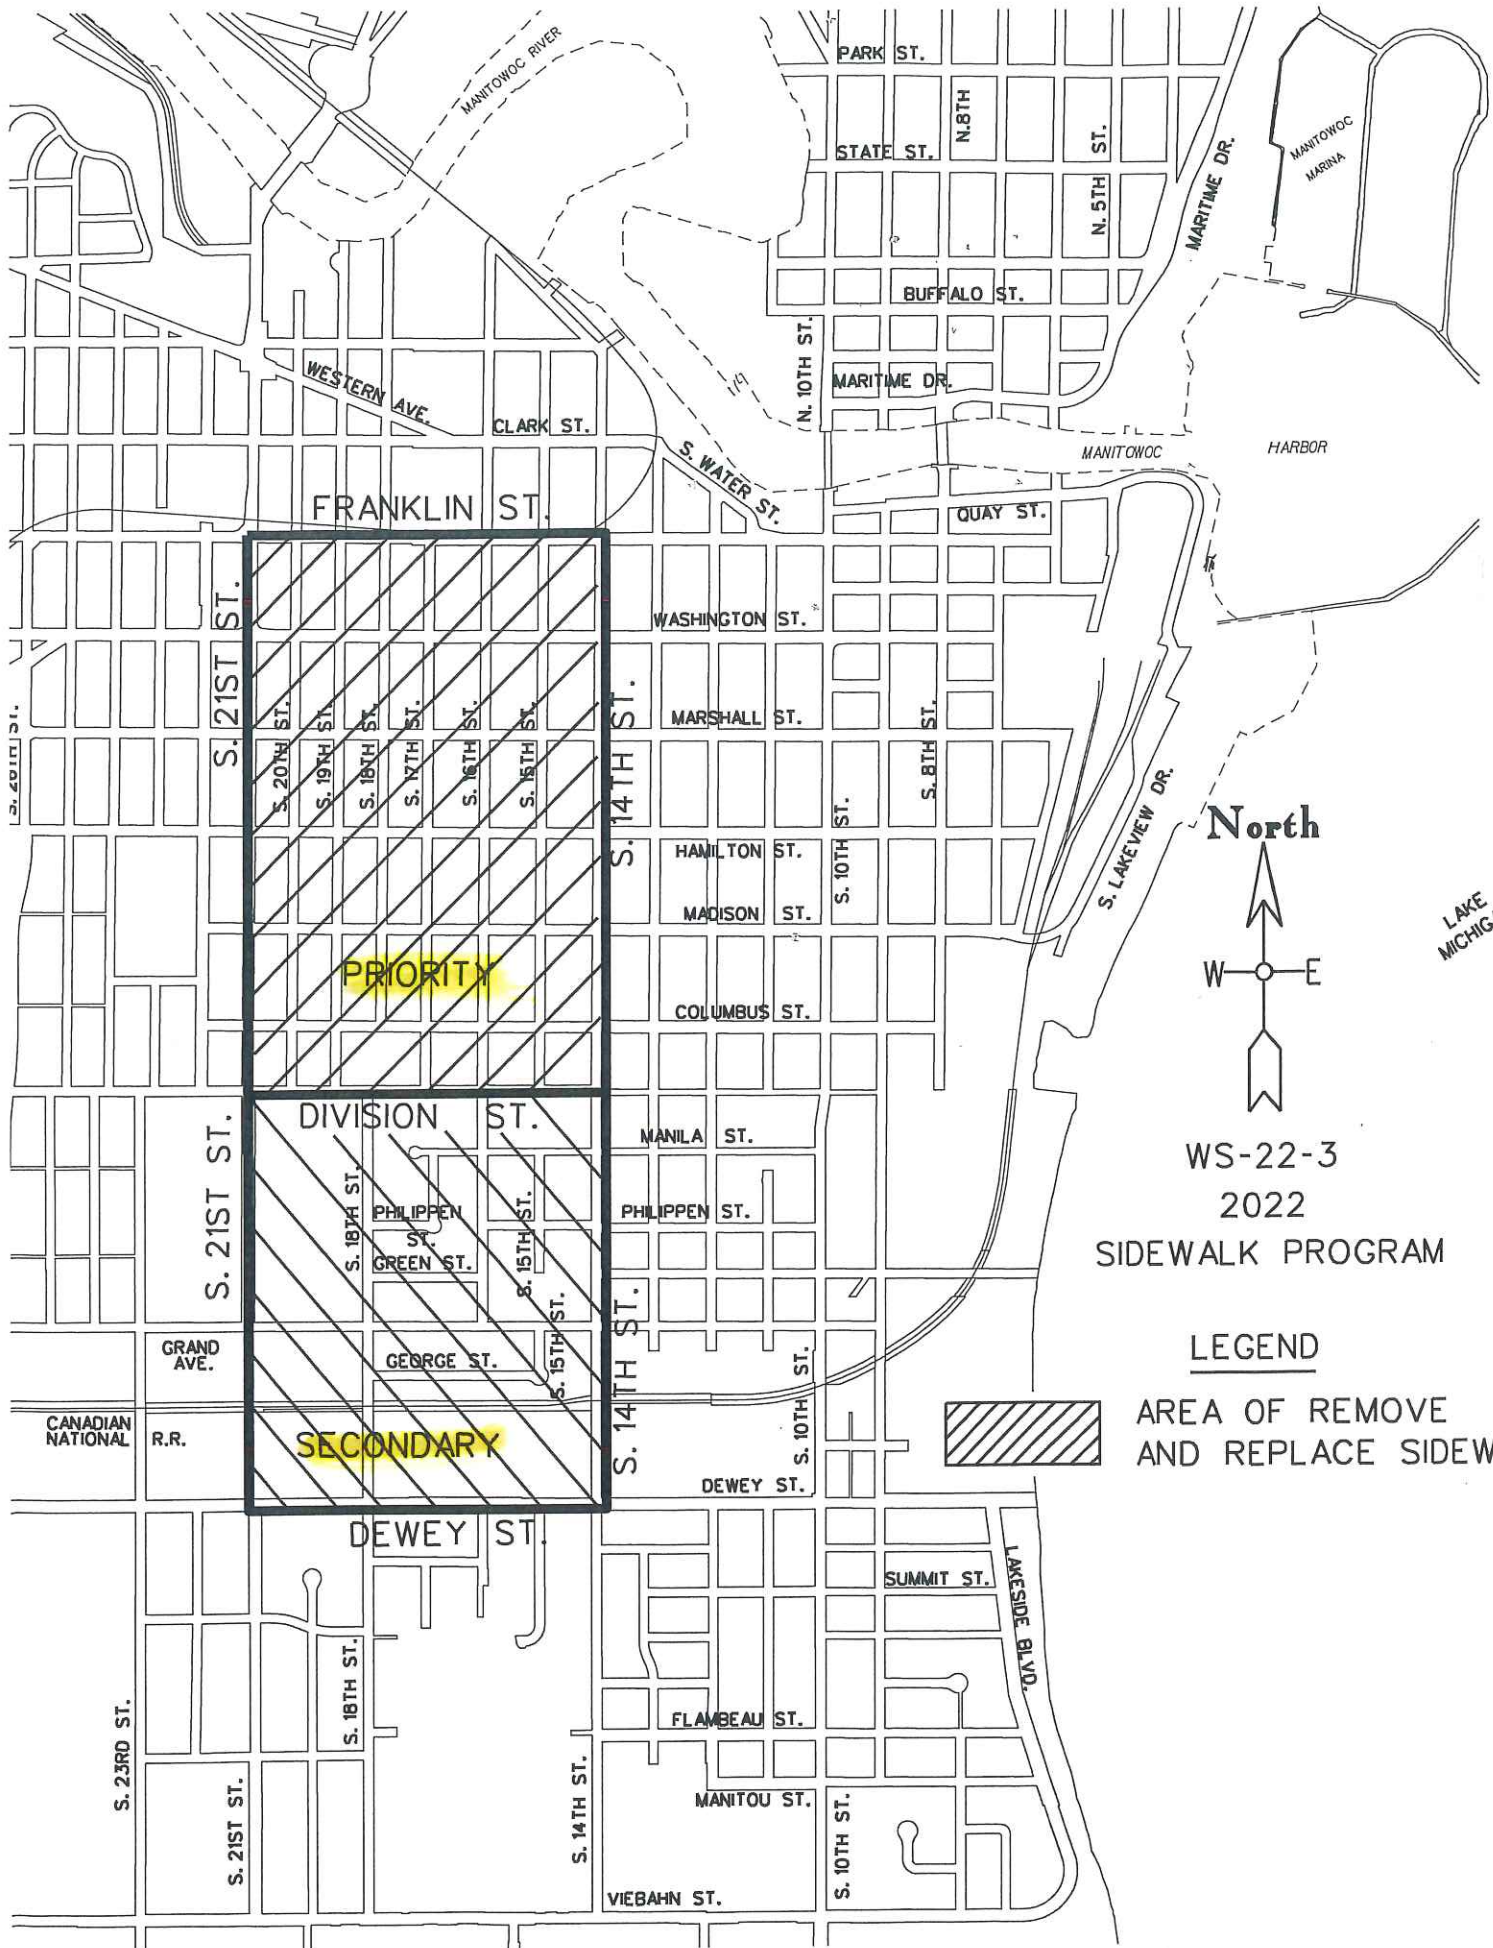 MANITOWOC RIVER
PARK ST.
N.8TH
STATE ST.
N. 5TH ST.
MARITIME DR.
MANITOWOC
MARINA
BUFFALO ST.
N. 10TH ST.
MARITIME DR.
WESTERN AVE.
CLARK ST.
S. WATER ST.
MANITOWOC
HARBOR
QUAY ST.
FRANKLIN ST.
S. 21ST ST.
WASHINGTON ST.
S. 20TH ST.
S. 19TH ST.
S. 18TH ST.
S. 17TH ST.
S. 16TH ST.
S. 15TH ST.
S. 14TH ST.
MARSHALL ST.
S. 8TH ST.
S. 10TH ST.
HAMILTON ST.
MADISON ST.
S. LAKEVIEW DR.
North
W E
LAKE
MICHIG
PRIORITY
COLUMBUS ST.
DIVISION ST.
MANILA ST.
S. 21ST ST.
S. 18TH ST.
PHILIPPEN
ST.
GREEN ST.
S. 15TH ST.
PHILIPPEN ST.
S. 15TH ST.
S. 14TH ST.
WS-22-3
2022
SIDEWALK PROGRAM
LEGEND
AREA OF REMOVE
AND REPLACE SIDEW
GRAND
AVE.
GEORGE ST.
S. 10TH ST.
CANADIAN
NATIONAL R.R.
SECONDARY
DEWEY ST.
DEWEY ST.
SUMMIT ST.
LAKESIDE BLVD.
S. 18TH ST.
S. 23RD ST.
FLAMBEAU ST.
S. 21ST ST.
S. 14TH ST.
MANITOU ST.
S. 10TH ST.
VIEBAHN ST.